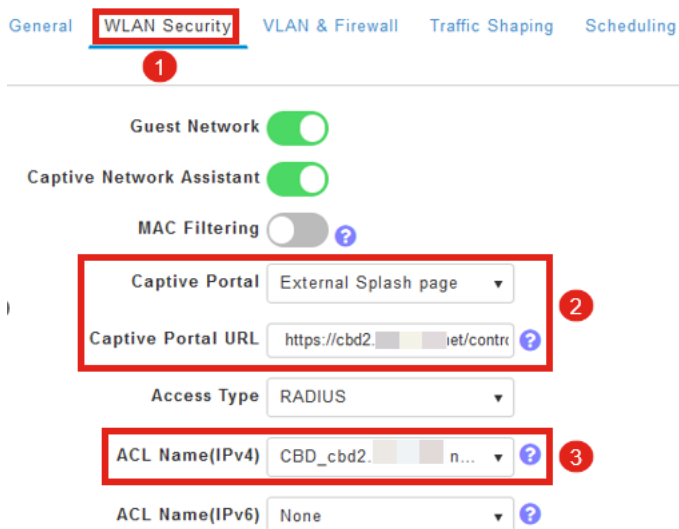 General WLAN Security VLAN & Firewall Traffic Shaping Scheduling
1
Guest Network
Captive Network Assistant
MAC Filtering ?
Captive Portal External Splash page
2
Captive Portal URL https://cbd2. et/contro ?
Access Type RADIUS
ACL Name(IPv4) CBD_cbd2. n... ? 3
ACL Name(IPv6) None ?